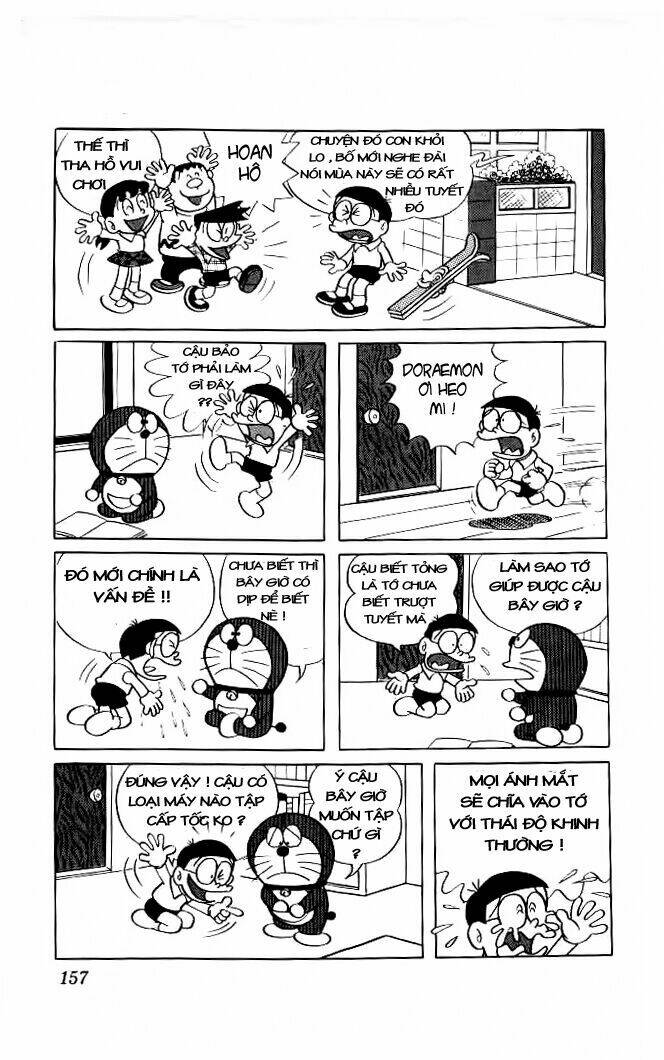 CHUYỆN ĐÓ CON KHỎI
LO , BỐ MỚI NGHE ĐÀI
NÓI MÙA NÀY SẼ CÓ RẤT
NHIỀU TUYẾT
ĐÓ
HOAN
HÔ
THẾ THÌ
THA HỒ VUI
CHƠI
DORAEMON
ƠI HEO
MI !
CẬU BẢO
TỚ PHẢI LÀM
GÌ ĐÂY
??
LÀM SAO TỚ
GIÚP ĐƯỢC CẬU
BÂY GIỜ ?
CẬU BIẾT TỎNG
LÀ TỚ CHƯA
BIẾT TRƯỢT
TUYẾT MÀ
CHƯA BIẾT THÌ
BÂY GIỜ CÓ
DỊP ĐỂ BIẾT
NÈ !
ĐÓ MỚI CHÍNH LÀ
VẤN ĐỀ !!
MỌI ÁNH MẮT
SẼ CHĨA VÀO TỚ
VỚI THÁI ĐỘ KHINH
THƯỜNG !
Ý CẬU
BÂY GIỜ
MUỐN TẬP
CHỨ GÌ
?
ĐÚNG VẬY ! CẬU CÓ
LOẠI MÁY NÀO TẬP
CẤP TỐC KO ?
157